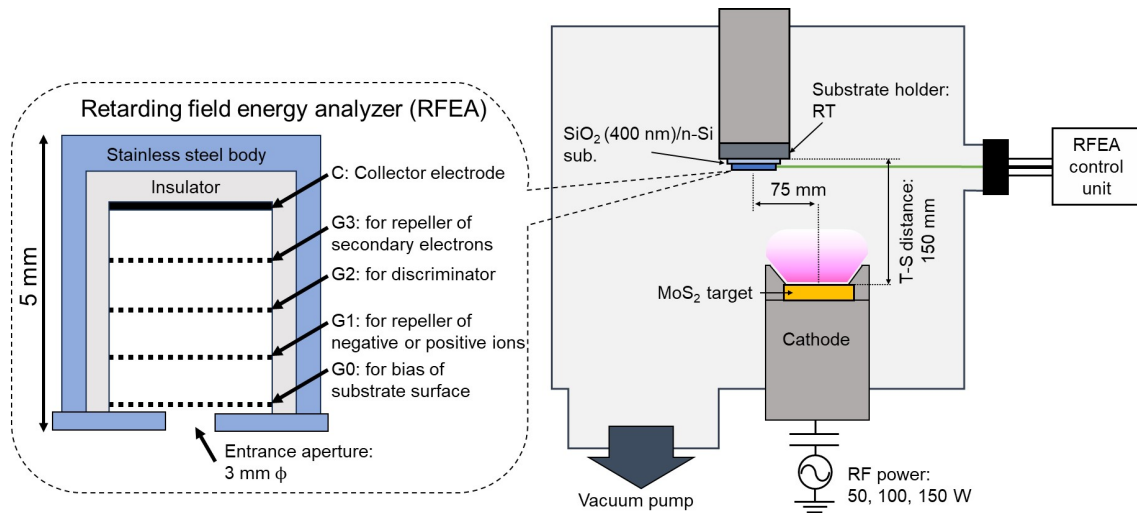 Retarding field energy analyzer (RFEA)
Stainless steel body
Insulator
5 mm
C: Collector electrode
G3: for repeller of
secondary electrons
G2: for discriminator
G1: for repeller of
negative or positive ions
G0: for bias of
substrate surface
Entrance aperture:
3 mm ϕ
SiO₂ (400 nm)/n-Si
sub.
Substrate holder:
RT
75 mm
T-S distance:
150 mm
RFEA
control
unit
MoS₂ target
Cathode
Vacuum pump
RF power:
50, 100, 150 W